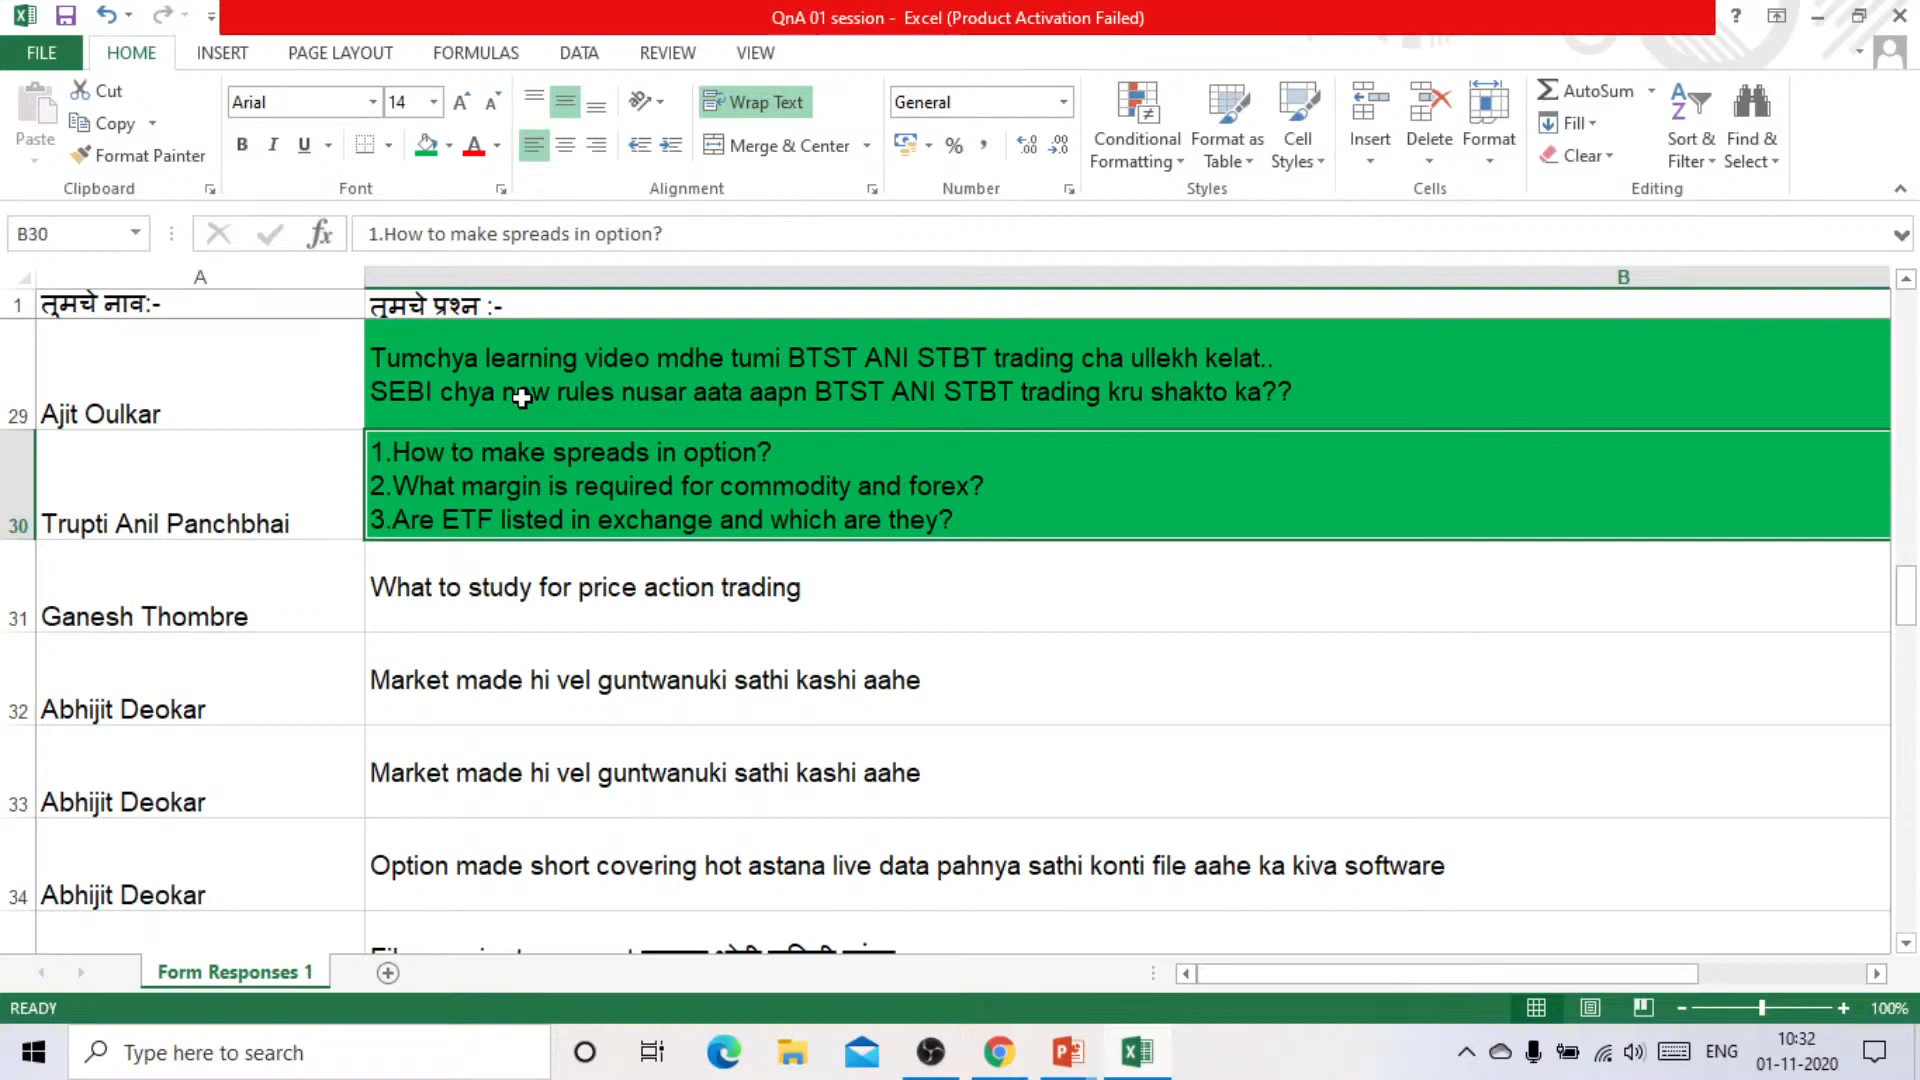 QnA 01 session - Excel (Product Activation Failed)
FILE HOME INSERT PAGE LAYOUT FORMULAS DATA REVIEW VIEW
Paste
Cut
Copy
Format Painter
Clipboard
Arial 14
B I U
Font
Wrap Text
Merge & Center
Alignment
General
%
Number
Conditional Formatting
Format as Table
Cell Styles
Styles
Insert Delete Format
Cells
AutoSum
Fill
Clear
Sort & Filter
Find & Select
Editing
B30 fx 1.How to make spreads in option?
A B
1 तुमचे नाव:- तुमचे प्रश्न :-
Tumchya learning video mdhe tumi BTST ANI STBT trading cha ullekh kelat..
SEBI chya new rules nusar aata aapn BTST ANI STBT trading kru shakto ka??
29 Ajit Oulkar
1.How to make spreads in option?
2.What margin is required for commodity and forex?
3.Are ETF listed in exchange and which are they?
30 Trupti Anil Panchbhai
What to study for price action trading
31 Ganesh Thombre
Market made hi vel guntwanuki sathi kashi aahe
32 Abhijit Deokar
Market made hi vel guntwanuki sathi kashi aahe
33 Abhijit Deokar
Option made short covering hot astana live data pahnya sathi konti file aahe ka kiva software
34 Abhijit Deokar
Form Responses 1
READY 100%
Type here to search
ENG
10:32
01-11-2020